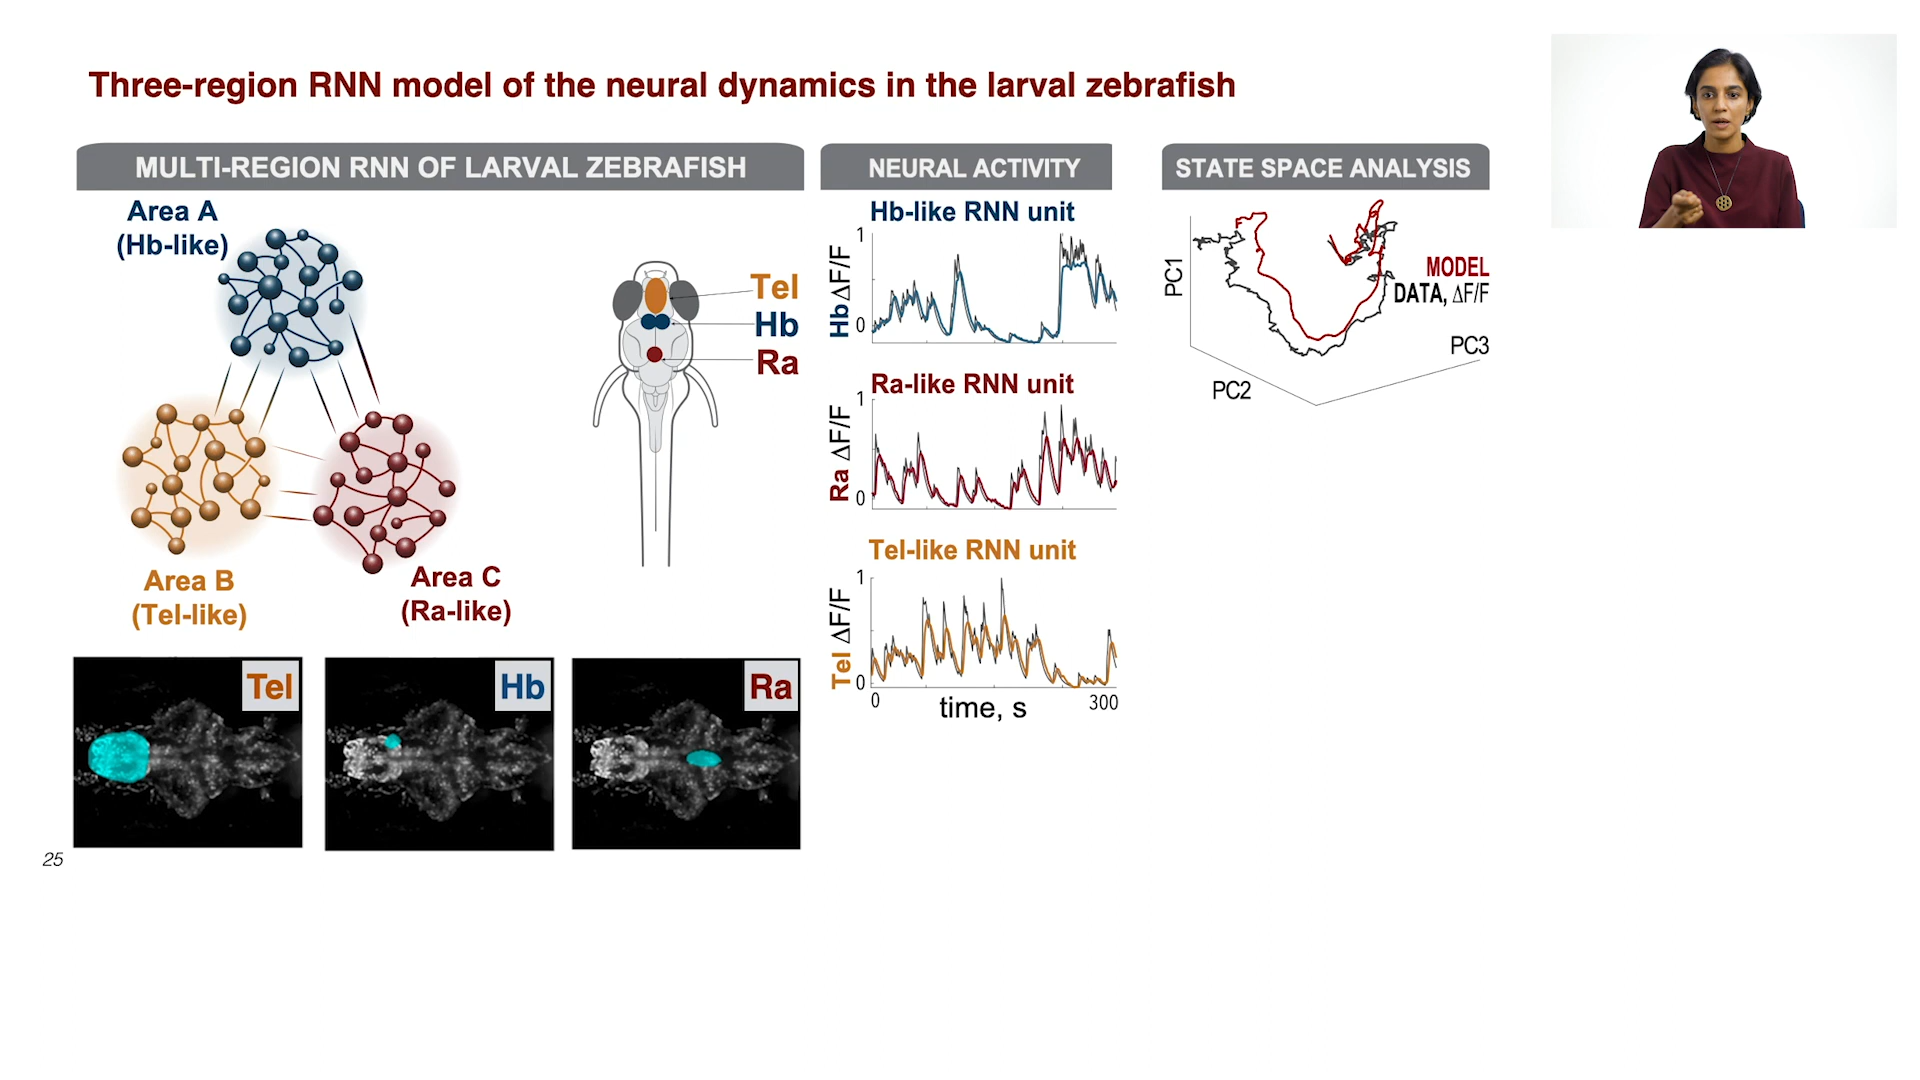 Three-region RNN model of the neural dynamics in the larval zebrafish
MULTI-REGION RNN OF LARVAL ZEBRAFISH
Area A
(Hb-like)
Tel
Hb
Ra
Area B
(Tel-like)
Area C
(Ra-like)
Tel
Hb
Ra
NEURAL ACTIVITY
Hb-like RNN unit
1
Hb ΔF/F
0
Ra-like RNN unit
1
Ra ΔF/F
0
Tel-like RNN unit
1
Tel ΔF/F
0
0
time, s
300
STATE SPACE ANALYSIS
PC1
MODEL
DATA, ΔF/F
PC3
PC2
25